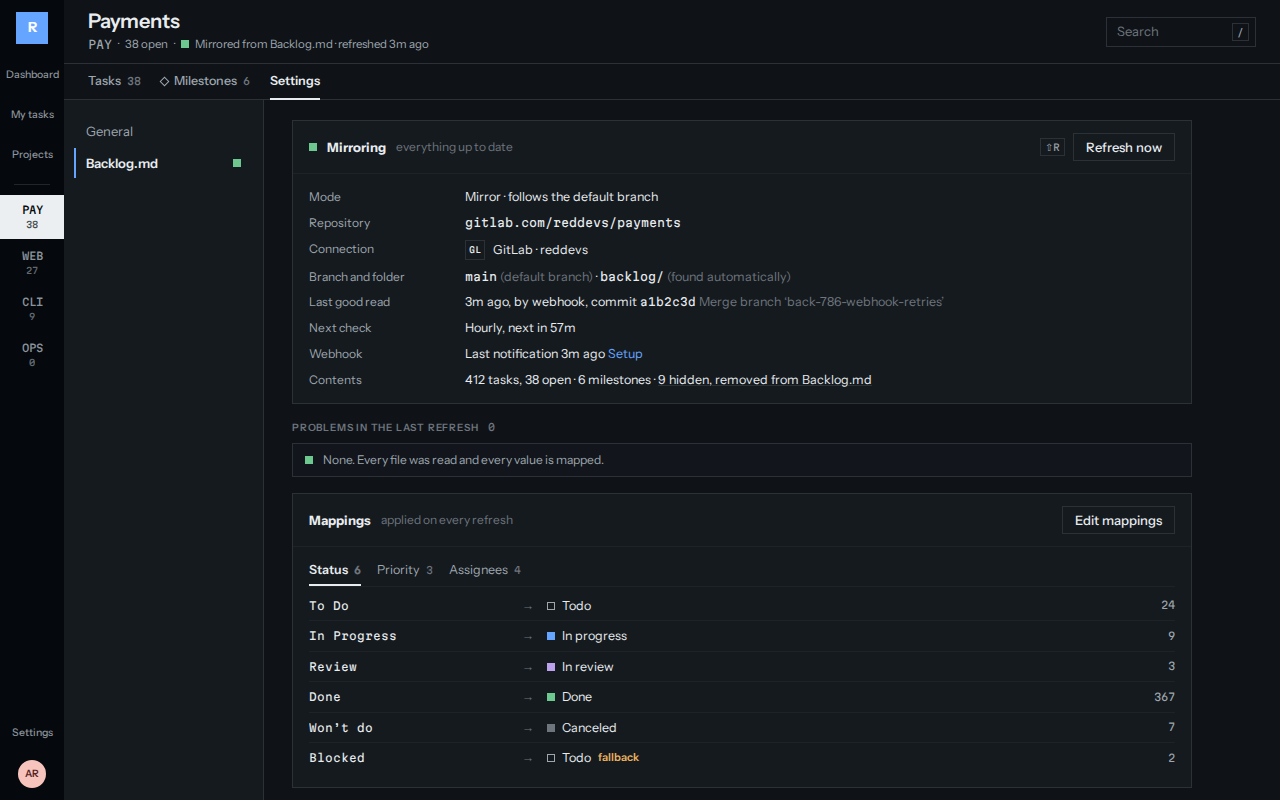 R
Dashboard
My tasks
Projects
PAY
38
WEB
27
CLI
9
OPS
0
Settings
AR
Payments
PAY · 38 open · Mirrored from Backlog.md · refreshed 3m ago
Search /
Tasks 38 Milestones 6 Settings
General
Backlog.md
Mirroring everything up to date ⇧R Refresh now
Mode Mirror · follows the default branch
Repository gitlab.com/reddevs/payments
Connection GL GitLab · reddevs
Branch and folder main (default branch) · backlog/ (found automatically)
Last good read 3m ago, by webhook, commit a1b2c3d Merge branch ‘back-786-webhook-retries’
Next check Hourly, next in 57m
Webhook Last notification 3m ago Setup
Contents 412 tasks, 38 open · 6 milestones · 9 hidden, removed from Backlog.md
PROBLEMS IN THE LAST REFRESH 0
None. Every file was read and every value is mapped.
Mappings applied on every refresh Edit mappings
Status 6 Priority 3 Assignees 4
To Do → Todo 24
In Progress → In progress 9
Review → In review 3
Done → Done 367
Won’t do → Canceled 7
Blocked → Todo fallback 2